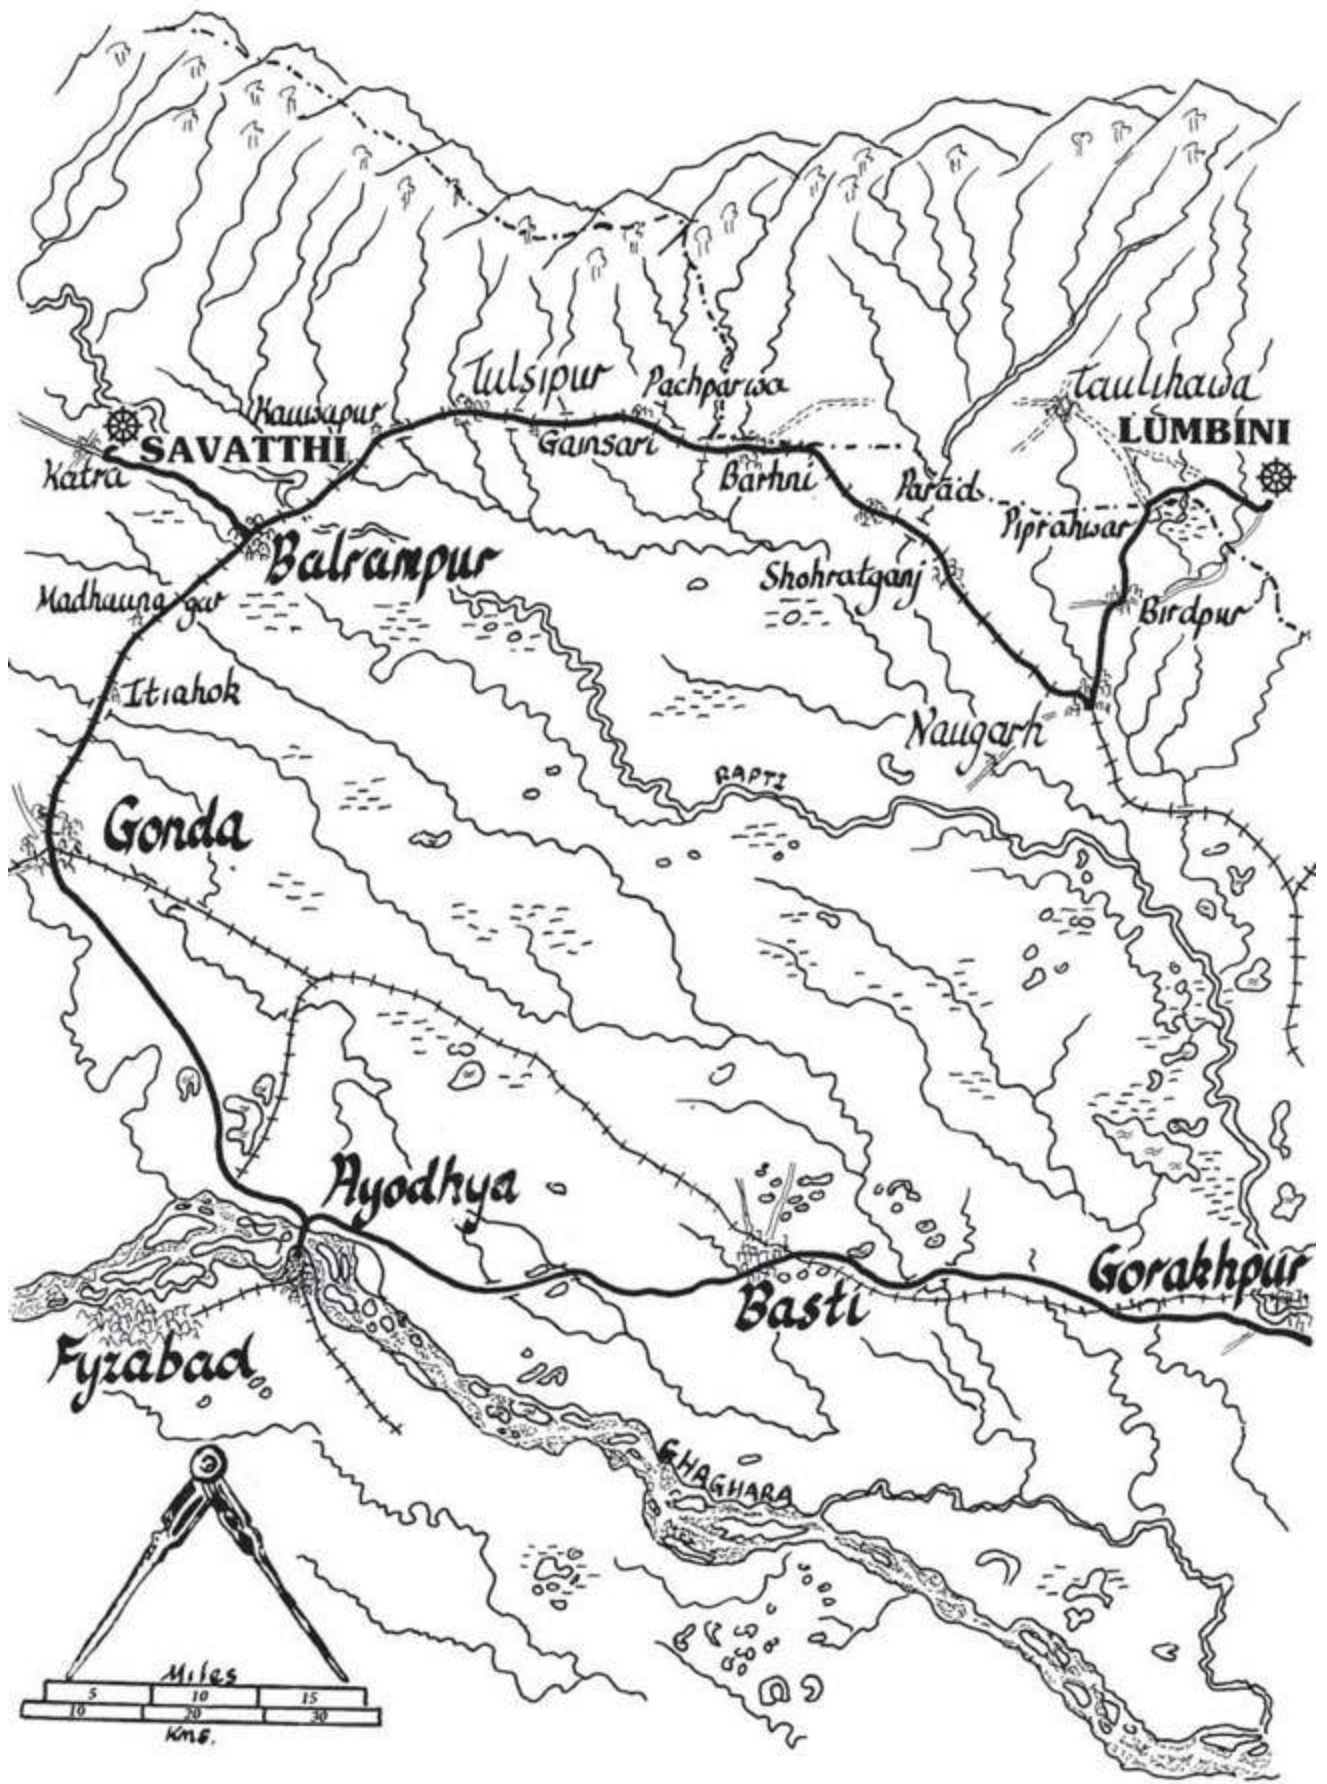 Tulsipur
Pachparwa
Taulihawa
Kauwapur
LUMBINI
SAVATTHI
Gainsari
Katra
Barhni
Parad
Piprahwar
Balrampur
Shohratganj
Madhaunagar
Birdpur
Itiahok
Naugarh
RAPTI
Gonda
Ayodhya
Gorakhpur
Basti
Fyzabad
GHAGHARA
Miles
5 10 15
10 20 30
Kms.